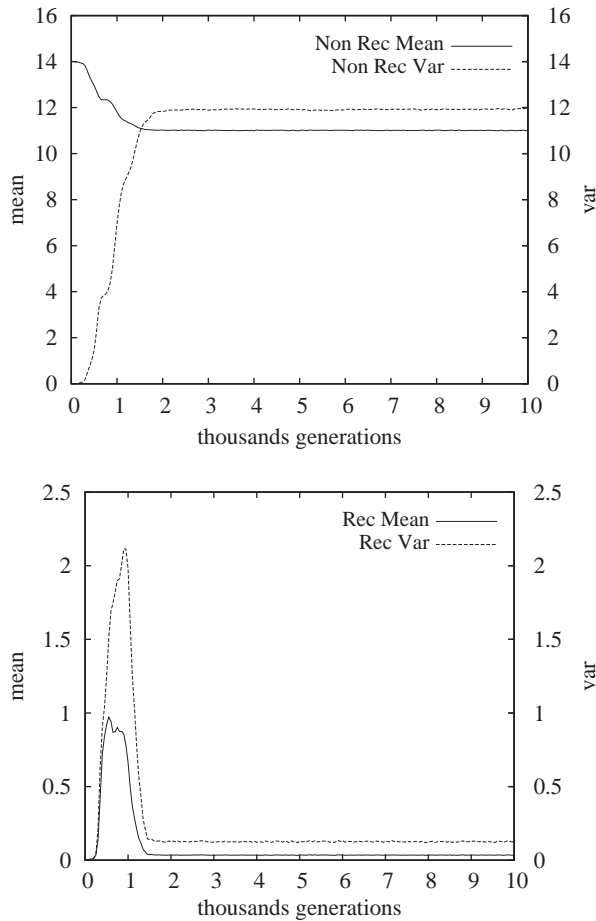 16 16
Non Rec Mean
14 14
Non Rec Var
12 12
10 10
mean
8 8
var
6 6
4 4
2 2
0 0
0 1 2 3 4 5 6 7 8 9 10
thousands generations
2.5 2.5
Rec Mean
Rec Var
2 2
1.5 1.5
mean
var
1 1
0.5 0.5
0 0
0 1 2 3 4 5 6 7 8 9 10
thousands generations